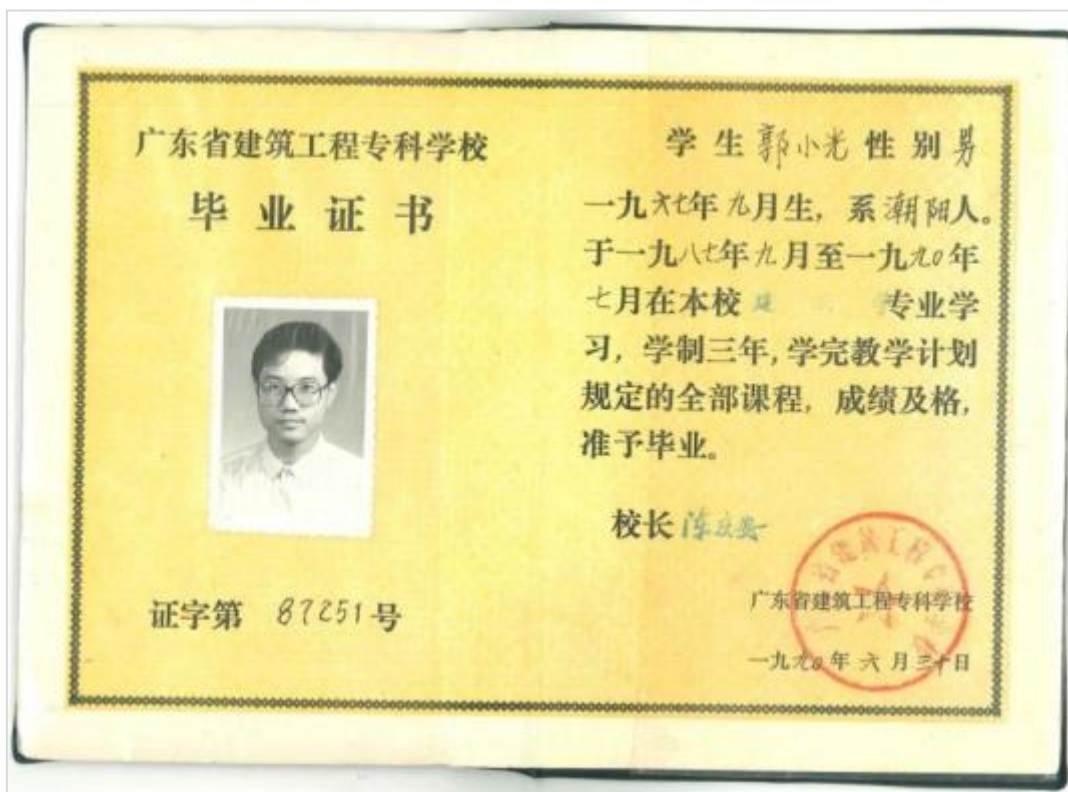 广东省建筑工程专科学校
毕业证书
证字第 87251号
学生郭小光性别男
一九六七年九月生，系潮阳人。
于一九八七年九月至一九九0年
七月在本校建 学专业学
习，学制三年，学完教学计划
规定的全部课程，成绩及格，
准予毕业。
校长
广东省建筑工程专科学校
一九九0年六月三十日